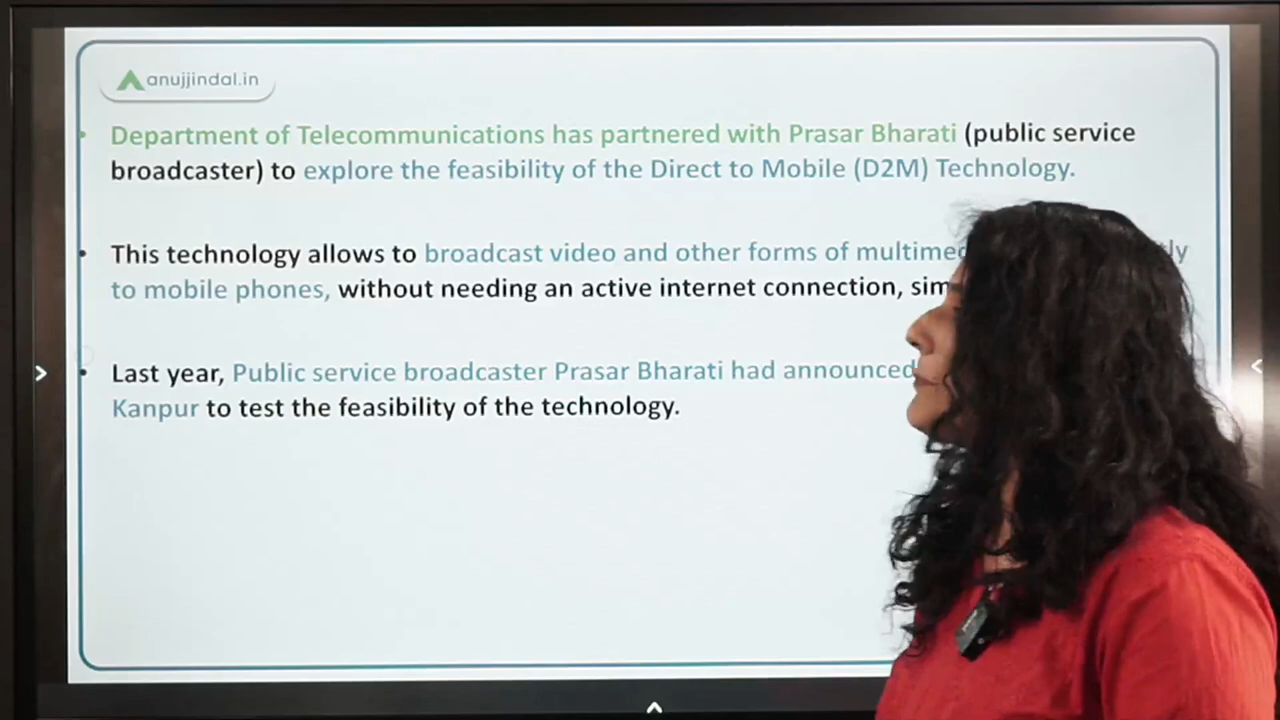 anujjindal.in
Department of Telecommunications has partnered with Prasar Bharati (public service
broadcaster) to explore the feasibility of the Direct to Mobile (D2M) Technology.
This technology allows to broadcast video and other forms of
to mobile phones, without needing an active internet connection,
Last year, Public service broadcaster Prasar Bharati had announced
Kanpur to test the feasibility of the technology.